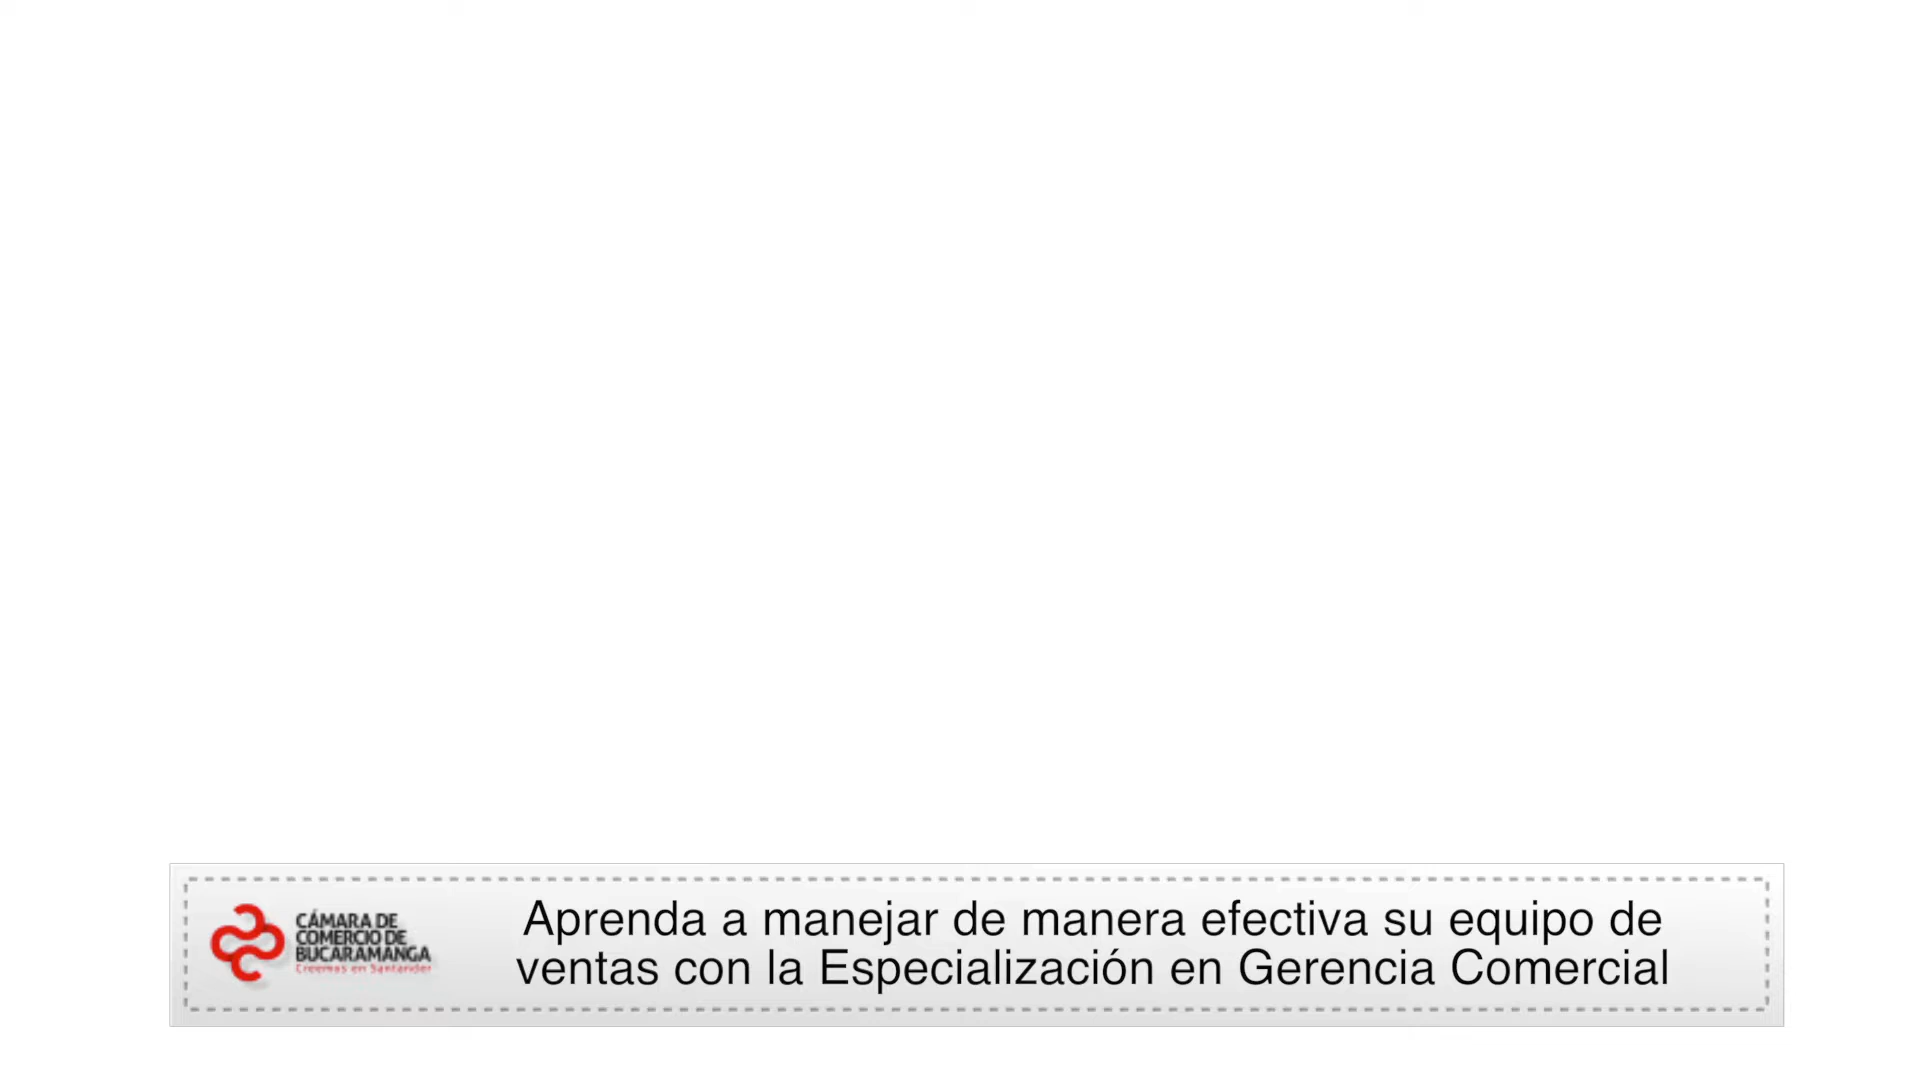 CÁMARA DE
COMERCIO DE
BUCARAMANGA
Creemos en Santander
Aprenda a manejar de manera efectiva su equipo de
ventas con la Especialización en Gerencia Comercial